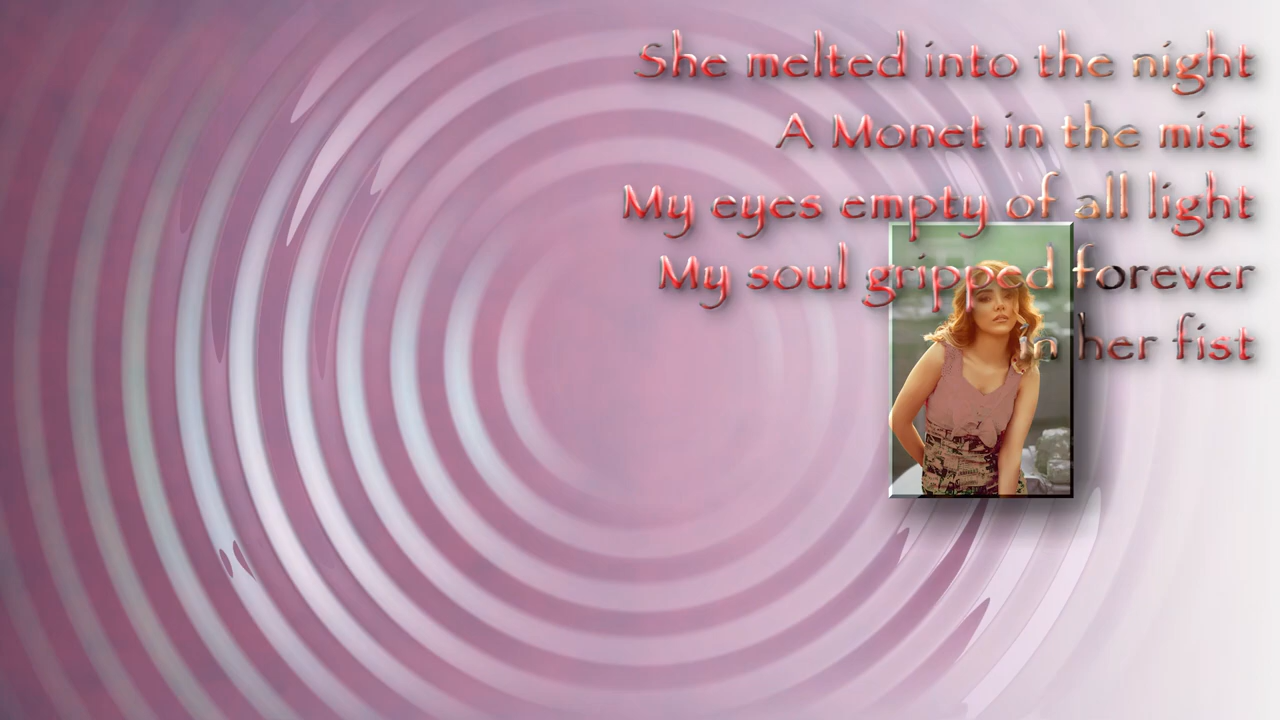 She melted into the night
A Monet in the mist
My eyes empty of all light
My soul gripped forever
in her fist